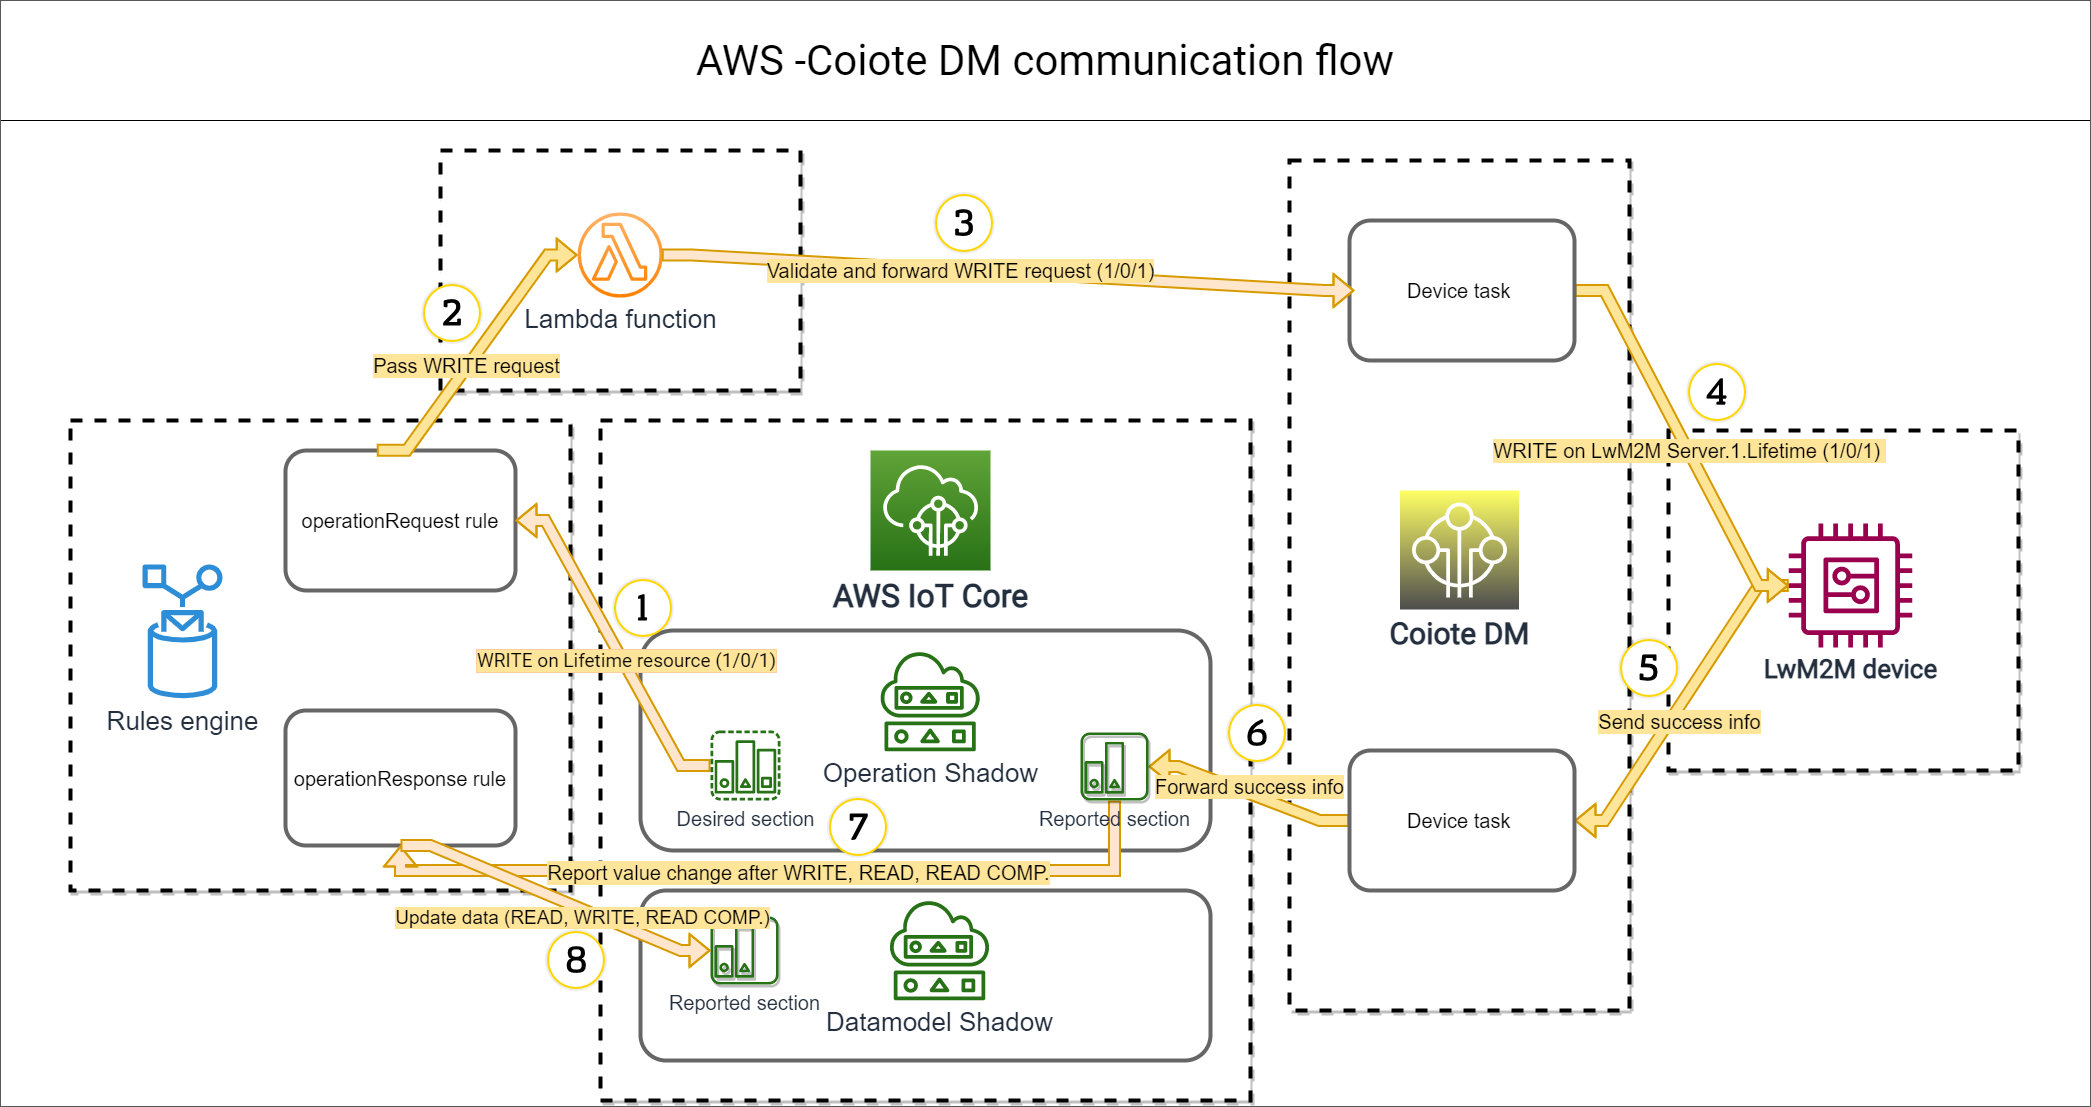 AWS -Coiote DM communication flow
3
Validate and forward WRITE request (1/0/1)
Device task
2
Lambda function
Pass WRITE request
4
WRITE on LwM2M Server.1.Lifetime (1/0/1)
operationRequest rule
AWS IoT Core
1
Coiote DM
WRITE on Lifetime resource (1/0/1)
5
LwM2M device
Rules engine
Send success info
6
operationResponse rule
Operation Shadow
Forward success info
Desired section
7
Reported section
Device task
Report value change after WRITE, READ, READ COMP.
Update data (READ, WRITE, READ COMP.)
8
Reported section
Datamodel Shadow